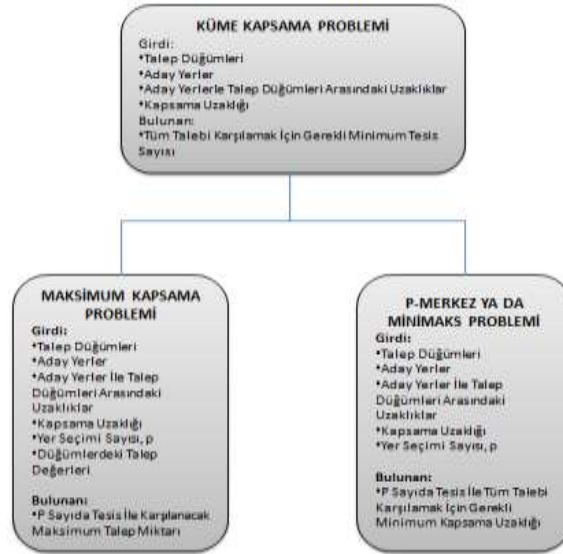 KÜME KAPSAMA PROBLEMİ
Girdi:
•Talep Düğümleri
•Aday Yerler
•Aday Yerlerle Talep Düğümleri Arasındaki Uzaklıklar
•Kapsama Uzaklığı
Bulunan:
•Tüm Talebi Karşılamak İçin Gerekli Minimum Tesis
Sayısı
MAKSİMUM KAPSAMA
PROBLEMİ
Girdi:
•Talep Düğümleri
•Aday Yerler
•Aday Yerler İle Talep
Düğümleri Arasındaki
Uzaklıklar
•Kapsama Uzaklığı
•Yer Seçimi Sayısı, p
•Düğümlerdeki Talep
Değerleri
Bulunan:
•P Sayıda Tesis İle Karşılanacak
Maksimum Talep Miktarı
P-MERKEZ YA DA
MİNİMAKS PROBLEMİ
Girdi:
•Talep Düğümleri
•Aday Yerler
•Aday Yerler İle Talep
Düğümleri Arasındaki
Uzaklıklar
•Kapsama Uzaklığı
•Yer Seçimi Sayısı, p
Bulunan:
•P Sayıda Tesis İle Tüm Talebi
Karşılamak İçin Gerekli
Minimum Kapsama Uzaklığı